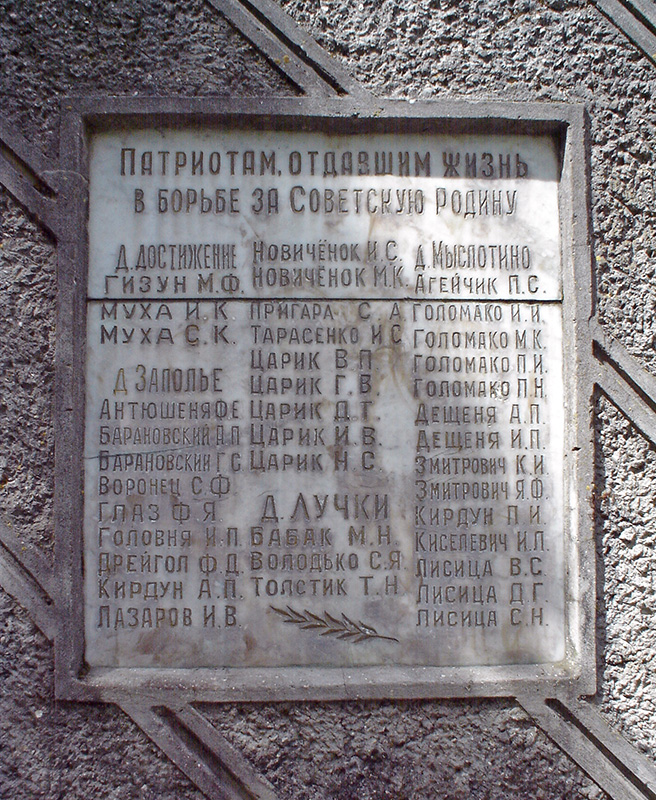 Патриотам, отдавшим жизнь
в борьбе за Советскую Родину
д. Достижение
Гизун М.Ф.
Муха И.К
Муха С.К.
д Заполье
Антюшеня Ф Е
Барановский А П
Барановский Г С
Воронец С.Ф
Глаз Ф Я
Головня И.П.
Дрейгол Ф.Д.
Кирдун А.П.
Лазаров И.В.
Новичёнок И.С.
Новичёнок М.К.
Пригара С. А
Тарасенко И С
Царик В П
Царик Г. В.
Царик Д.Т.
Царик И.В.
Царик Н С.
д. Лучки
Бабак М.Н.
Володько С.Я
Толстик Т.Н
д. Мыслотино
Агейчик П.С.
Голомако И.И.
Голомако М.К.
Голомако П.И.
Голомако П.Н.
Дещеня А.П.
Дещеня И.П.
Змитрович К.И.
Змитрович Я.Ф.
Кирдун П И.
Киселевич И.П.
Лисица В.С.
Лисица Д.Г.
Лисица С.Н.